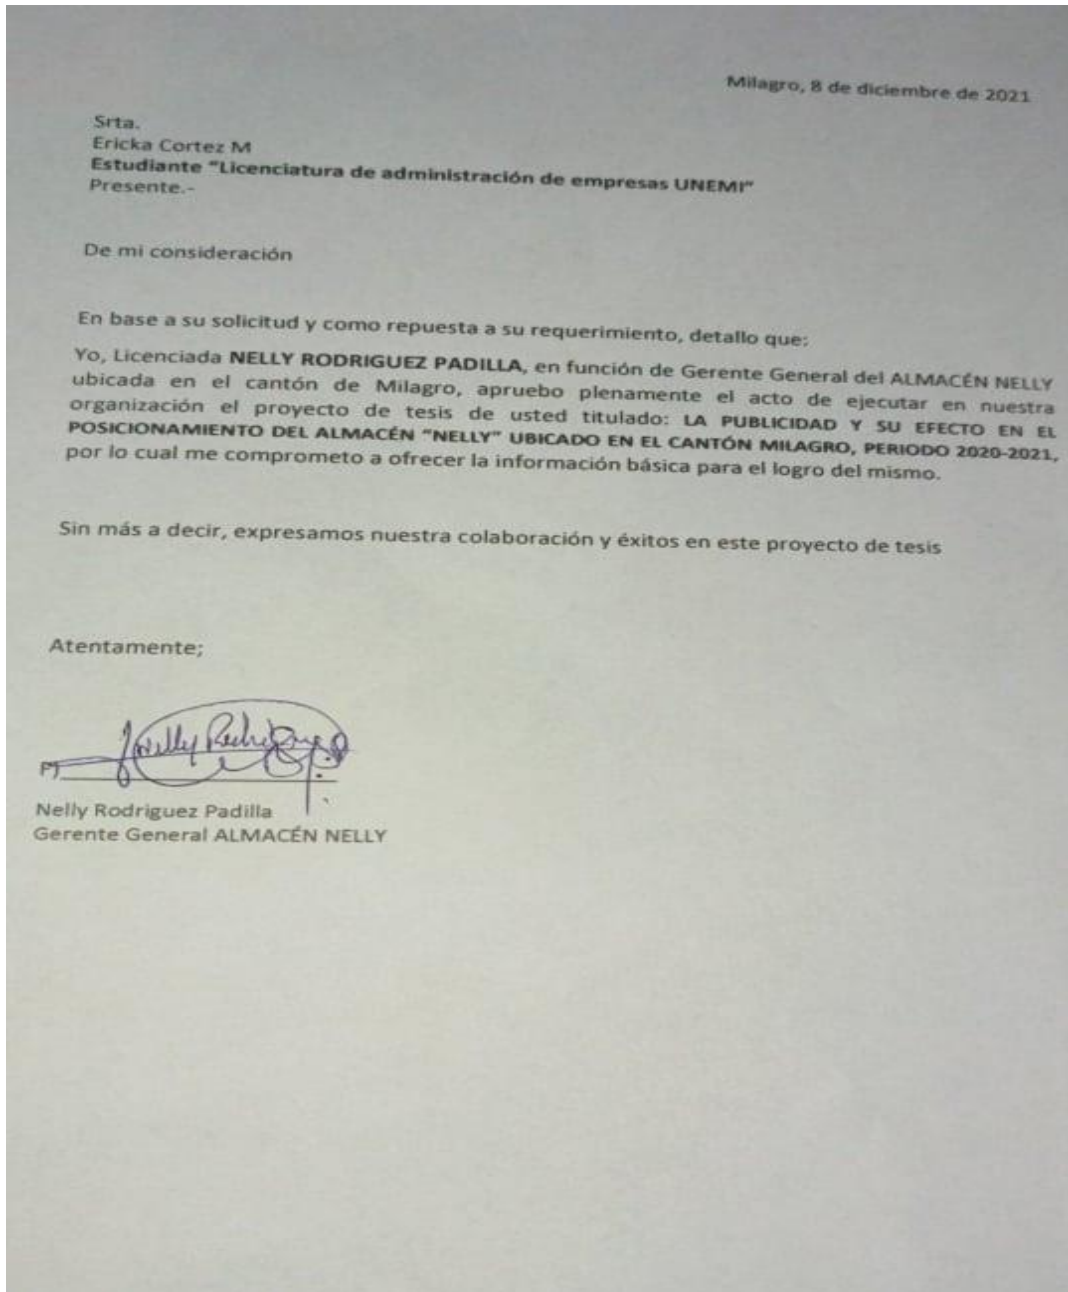 Milagro, 8 de diciembre de 2021
Srta.
Ericka Cortez M
Estudiante "Licenciatura de administración de empresas UNEMI"
Presente.-
De mi consideración
En base a su solicitud y como repuesta a su requerimiento, detallo que:
Yo, Licenciada NELLY RODRIGUEZ PADILLA, en función de Gerente General del ALMACÉN NELLY
ubicada en el cantón de Milagro, apruebo plenamente el acto de ejecutar en nuestra
organización el proyecto de tesis de usted titulado: LA PUBLICIDAD Y SU EFECTO EN EL
POSICIONAMIENTO DEL ALMACÉN "NELLY" UBICADO EN EL CANTÓN MILAGRO, PERIODO 2020-2021,
por lo cual me comprometo a ofrecer la información básica para el logro del mismo.
Sin más a decir, expresamos nuestra colaboración y éxitos en este proyecto de tesis
Atentamente;
Nelly Rodríguez P.
Nelly Rodriguez Padilla
Gerente General ALMACÉN NELLY